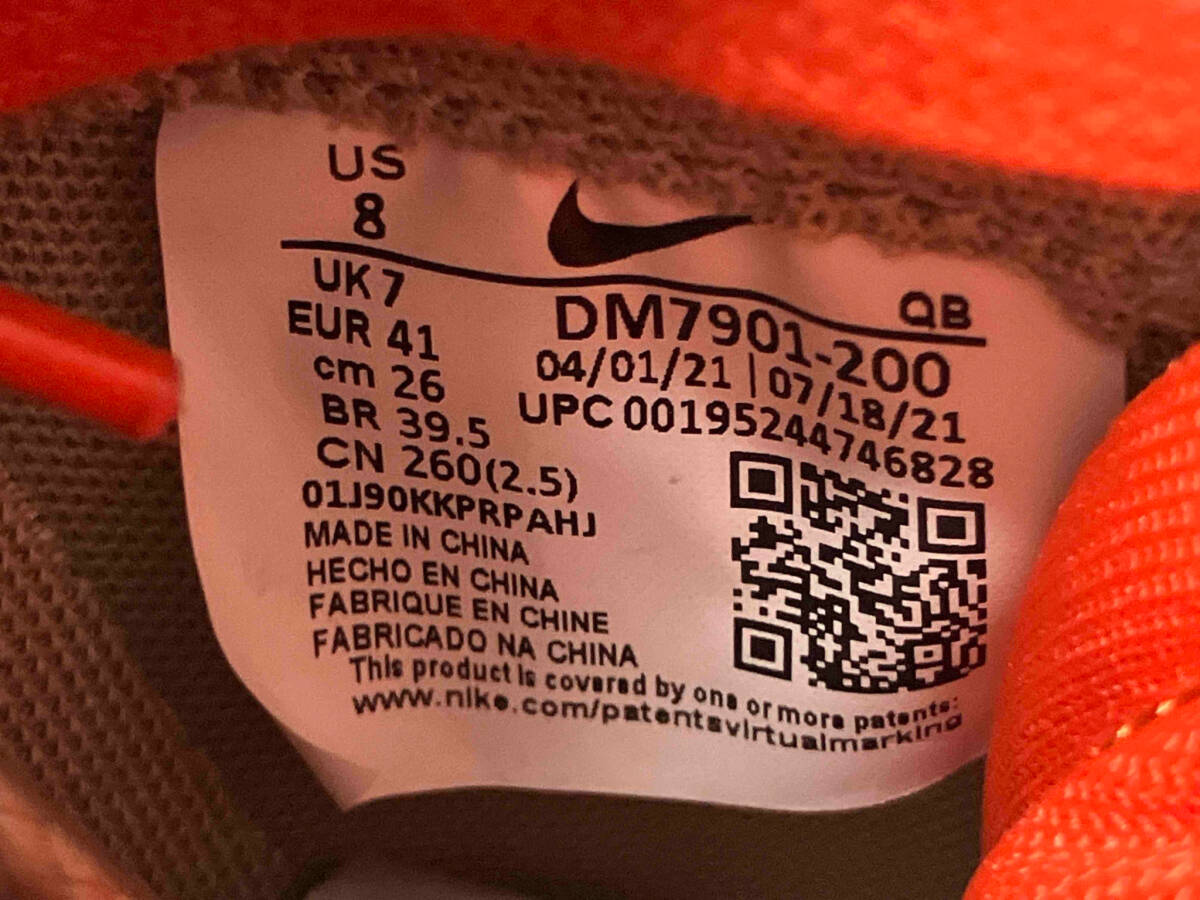 US
8
UK 7
EUR 41
cm 26
BR 39.5
CN 260(2.5)
01J90KKPRPAHJ
MADE IN CHINA
HECHO EN CHINA
FABRIQUE EN CHINE
FABRICADO NA CHINA
This product is covered by one or more patents:
www.nike.com/patentsvirtualmarking
QB
DM7901-200
04/01/21 | 07/18/21
UPC 00195244746828